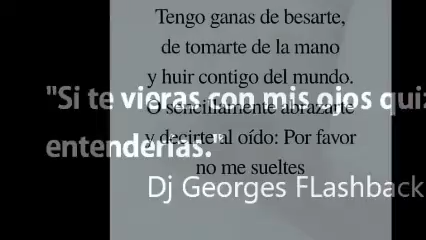 Tengo ganas de besarte,
de tomarte de la mano
y huir contigo del mundo.
"Si te vieras con mis ojos quiz
O sencillamente abrazarte
entenderías."
y decirte al oído: Por favor
no me sueltes
Dj Georges FLashback